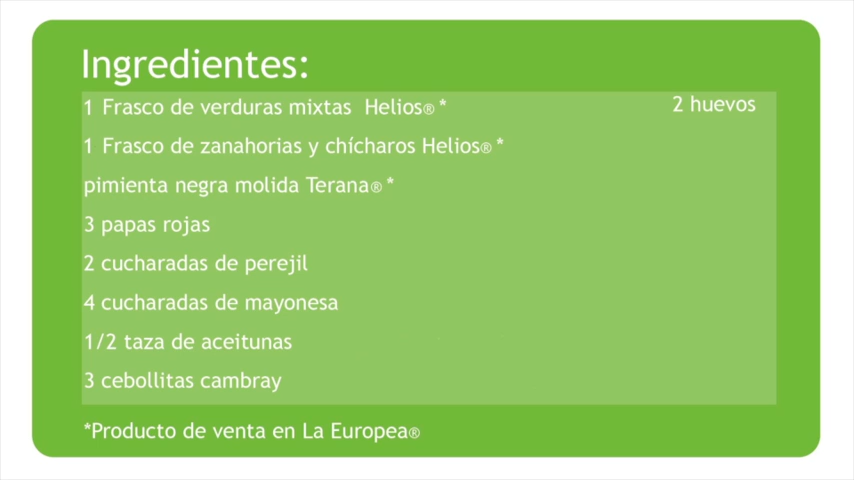 Ingredientes:
1 Frasco de verduras mixtas Helios®*
1 Frasco de zanahorias y chícharos Helios®*
pimienta negra molida Terana®*
3 papas rojas
2 cucharadas de perejil
4 cucharadas de mayonesa
1/2 taza de aceitunas
3 cebollitas cambray
2 huevos
*Producto de venta en La Europea®